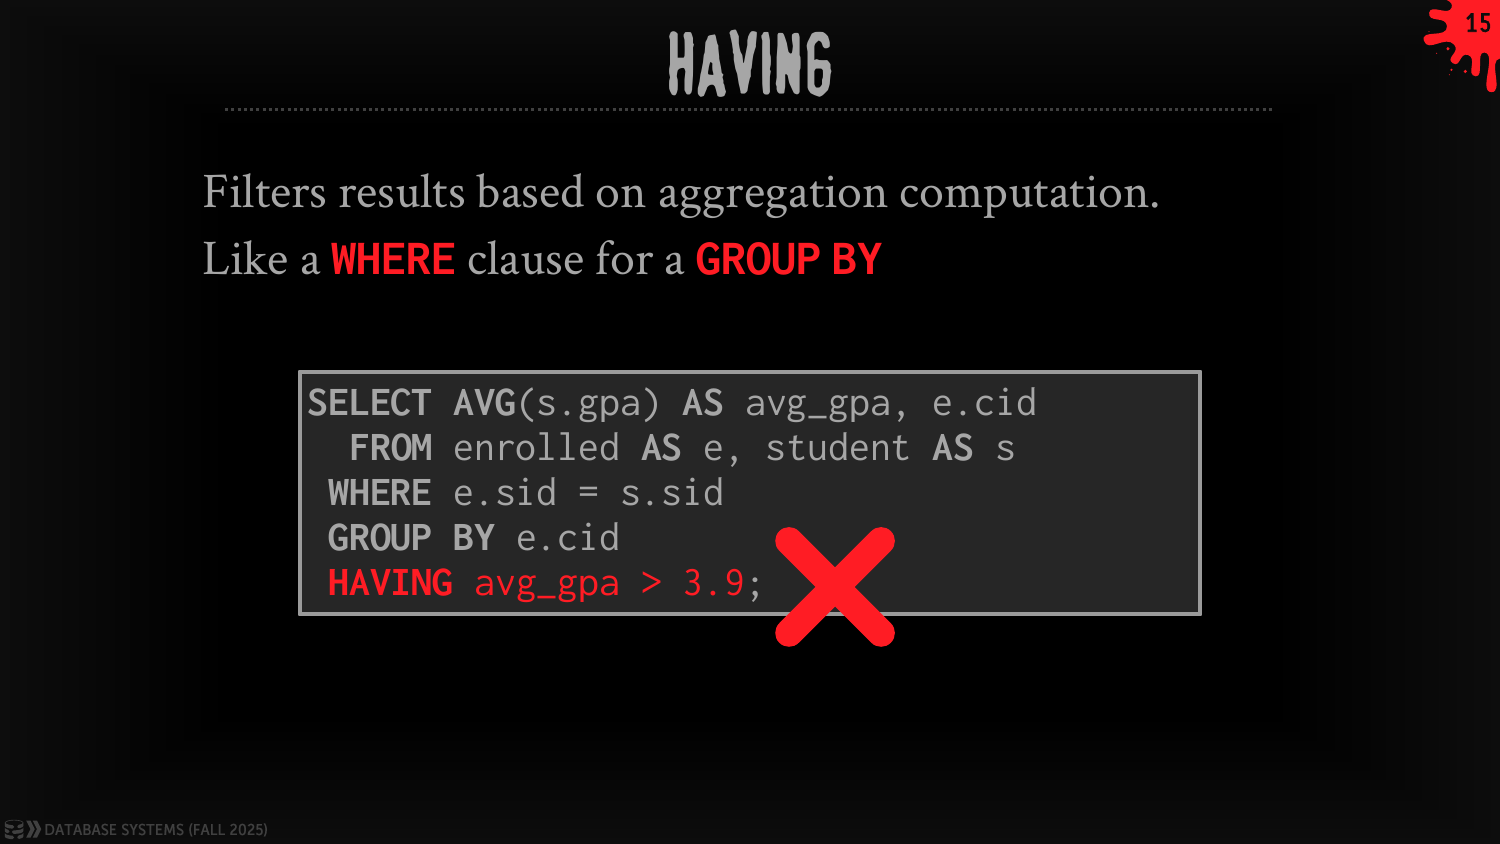 HAVING
15
Filters results based on aggregation computation.
Like a WHERE clause for a GROUP BY
SELECT AVG(s.gpa) AS avg_gpa, e.cid
FROM enrolled AS e, student AS s
WHERE e.sid = s.sid
GROUP BY e.cid
HAVING avg_gpa > 3.9;
DATABASE SYSTEMS (FALL 2025)